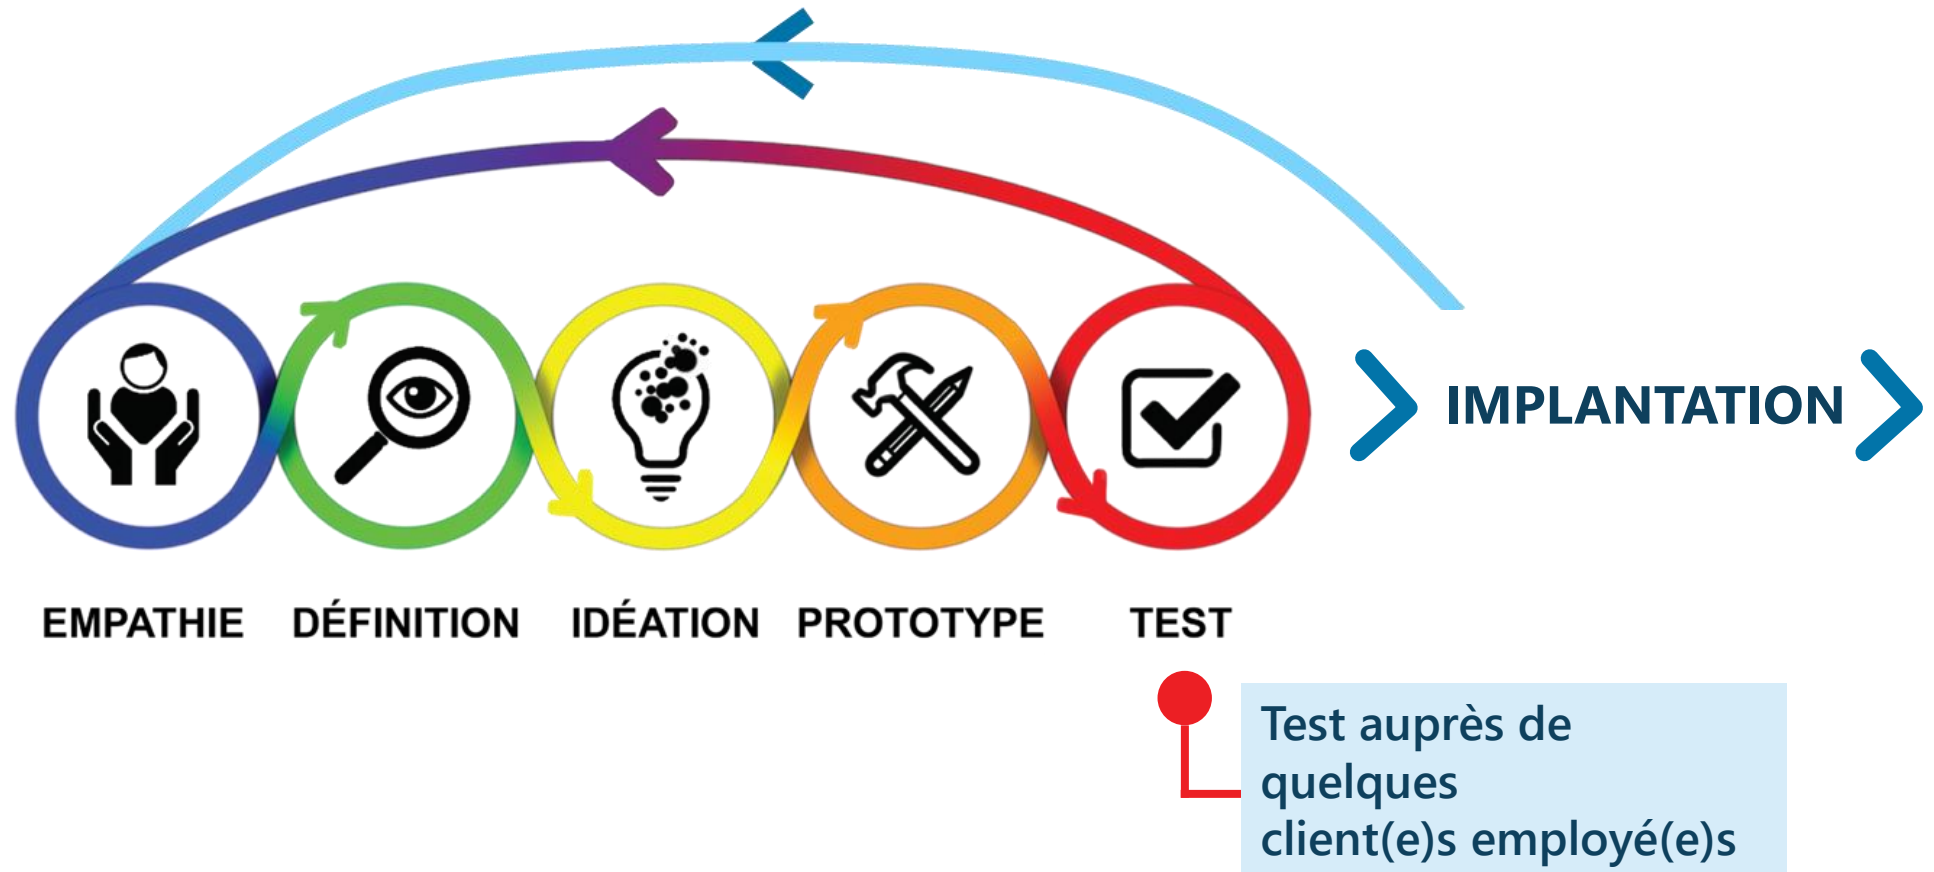 IMPLANTATION
EMPATHIE DÉFINITION IDÉATION PROTOTYPE TEST
Test auprès de
quelques
client(e)s employé(e)s